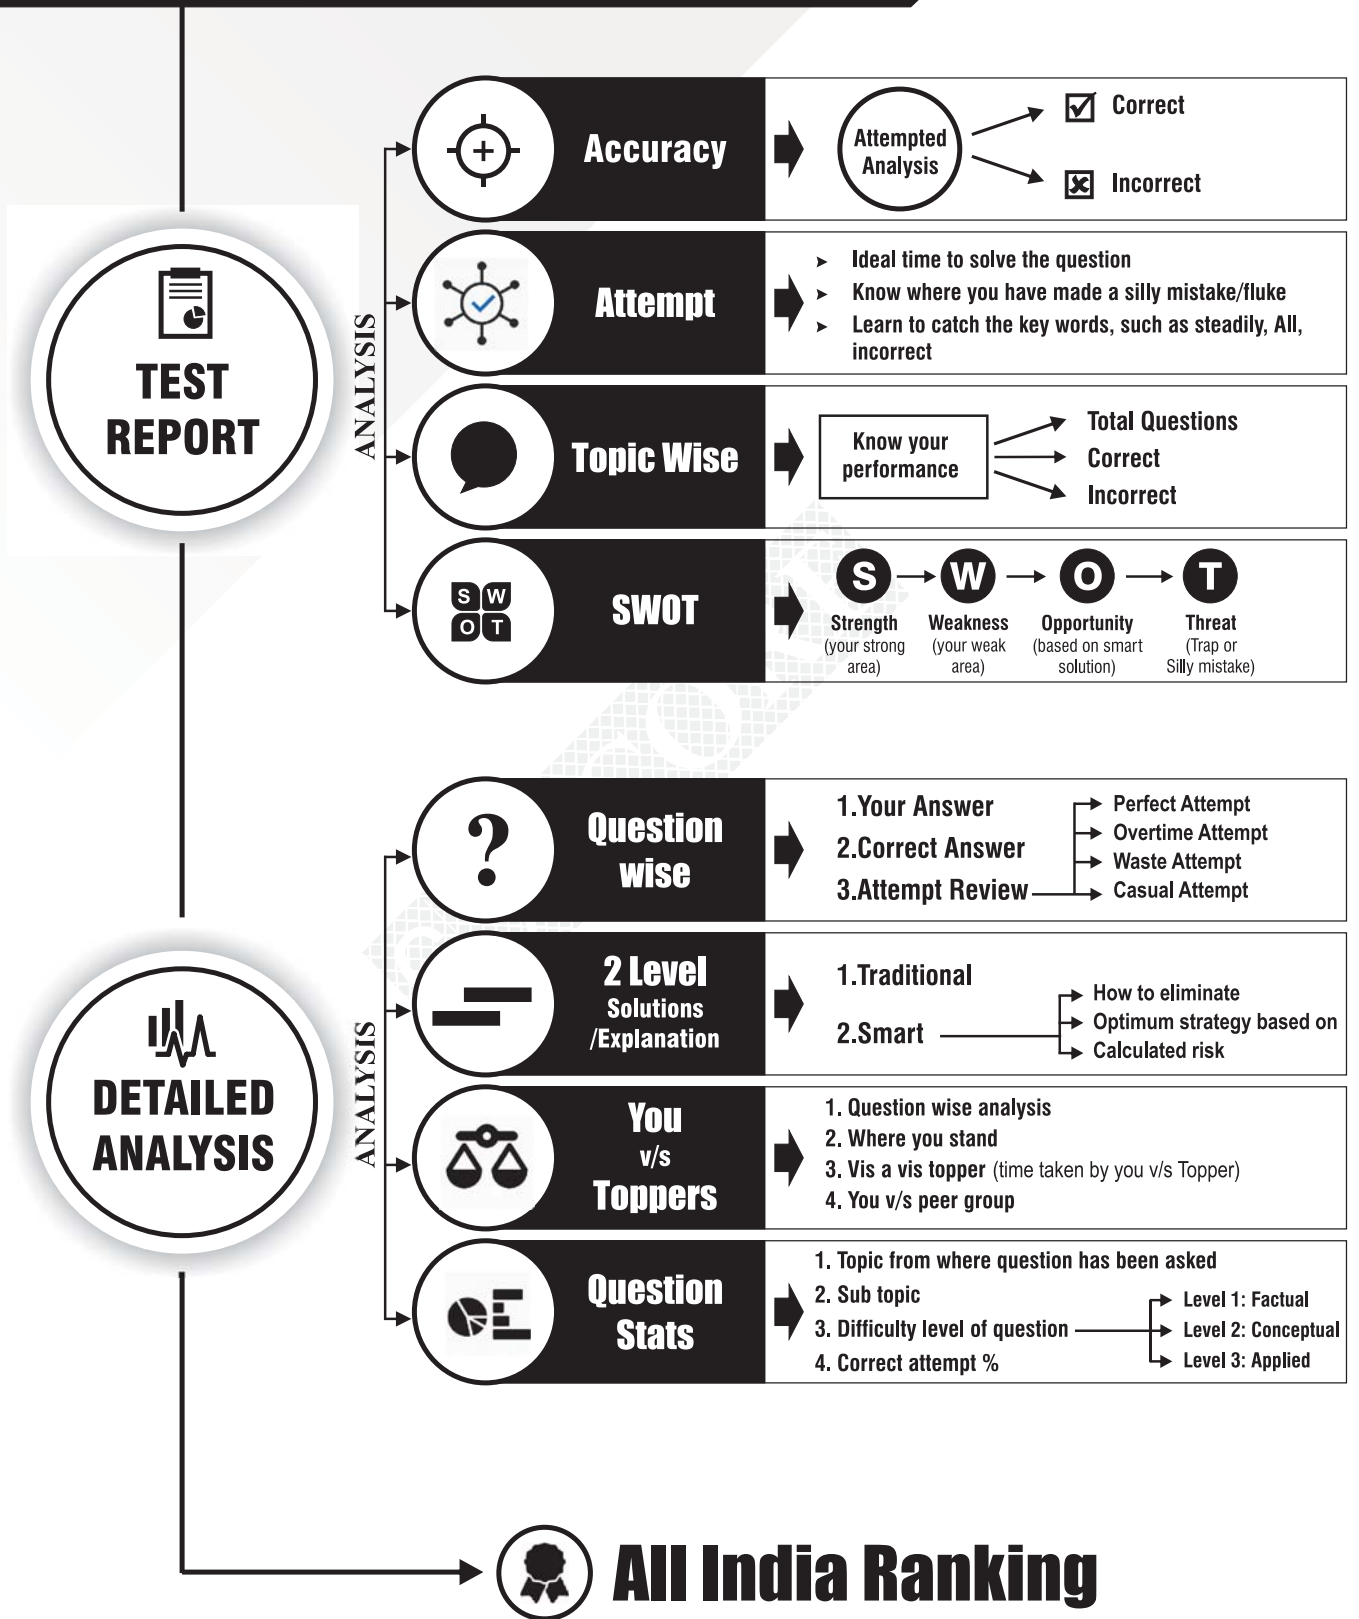 TEST
REPORT
ANALYSIS
Accuracy
Attempted
Analysis
Correct
Incorrect
Attempt
➤ Ideal time to solve the question
➤ Know where you have made a silly mistake/fluke
➤ Learn to catch the key words, such as steadily, All,
incorrect
Topic Wise
Know your
performance
Total Questions
Correct
Incorrect
S W
O T
SWOT
S W O T
Strength Weakness Opportunity Threat
(your strong (your weak (based on smart (Trap or
area) area) solution) Silly mistake)
DETAILED
ANALYSIS
ANALYSIS
?
Question
wise
1.Your Answer
2.Correct Answer
3.Attempt Review
Perfect Attempt
Overtime Attempt
Waste Attempt
Casual Attempt
2 Level
Solutions
/Explanation
1.Traditional
2.Smart
How to eliminate
Optimum strategy based on
Calculated risk
You
v/s
Toppers
1. Question wise analysis
2. Where you stand
3. Vis a vis topper (time taken by you v/s Topper)
4. You v/s peer group
Question
Stats
1. Topic from where question has been asked
2. Sub topic
3. Difficulty level of question
4. Correct attempt %
Level 1: Factual
Level 2: Conceptual
Level 3: Applied
All India Ranking